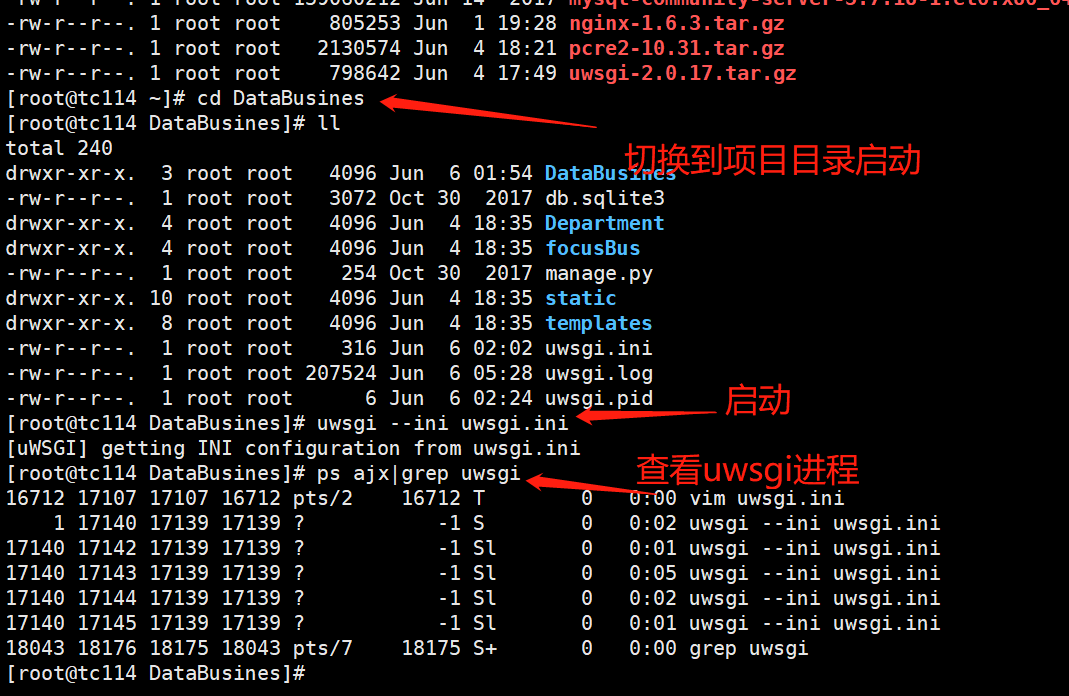 -rw-r--r--. 1 root root 805253 Jun 1 19:28 nginx-1.6.3.tar.gz
-rw-r--r--. 1 root root 2130574 Jun 4 18:21 pcre2-10.31.tar.gz
-rw-r--r--. 1 root root 798642 Jun 4 17:49 uwsgi-2.0.17.tar.gz
[root@tc114 ~]# cd DataBusines
[root@tc114 DataBusines]# ll
total 240
切换到项目目录启动
drwxr-xr-x. 3 root root 4096 Jun 6 01:54 DataBusines
-rw-r--r--. 1 root root 3072 Oct 30 2017 db.sqlite3
drwxr-xr-x. 4 root root 4096 Jun 4 18:35 Department
drwxr-xr-x. 4 root root 4096 Jun 4 18:35 focusBus
-rw-r--r--. 1 root root 254 Oct 30 2017 manage.py
drwxr-xr-x. 10 root root 4096 Jun 4 18:35 static
drwxr-xr-x. 8 root root 4096 Jun 4 18:35 templates
-rw-r--r--. 1 root root 316 Jun 6 02:02 uwsgi.ini
-rw-r--r--. 1 root root 207524 Jun 6 05:28 uwsgi.log
-rw-r--r--. 1 root root 6 Jun 6 02:24 uwsgi.pid
启动
[root@tc114 DataBusines]# uwsgi --ini uwsgi.ini
[uWSGI] getting INI configuration from uwsgi.ini
[root@tc114 DataBusines]# ps ajx|grep uwsgi
查看uwsgi进程
16712 17107 17107 16712 pts/2 16712 T 0 0:00 vim uwsgi.ini
1 17140 17139 17139 ? -1 S 0 0:02 uwsgi --ini uwsgi.ini
17140 17142 17139 17139 ? -1 Sl 0 0:01 uwsgi --ini uwsgi.ini
17140 17143 17139 17139 ? -1 Sl 0 0:05 uwsgi --ini uwsgi.ini
17140 17144 17139 17139 ? -1 Sl 0 0:02 uwsgi --ini uwsgi.ini
17140 17145 17139 17139 ? -1 Sl 0 0:01 uwsgi --ini uwsgi.ini
18043 18176 18175 18043 pts/7 18175 S+ 0 0:00 grep uwsgi
[root@tc114 DataBusines]#